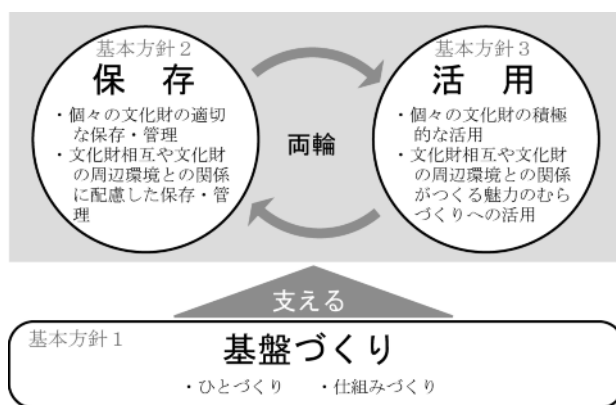 基本方針２
保　存
・個々の文化財の適切
な保存・管理
・文化財相互や文化財
の周辺環境との関係
に配慮した保存・管
理
両輪
基本方針３
活　用
・個々の文化財の積極
的な活用
・文化財相互や文化財
の周辺環境との関係
がつくる魅力のむら
づくりへの活用
支える
基本方針１
基盤づくり
・ひとづくり　・仕組みづくり